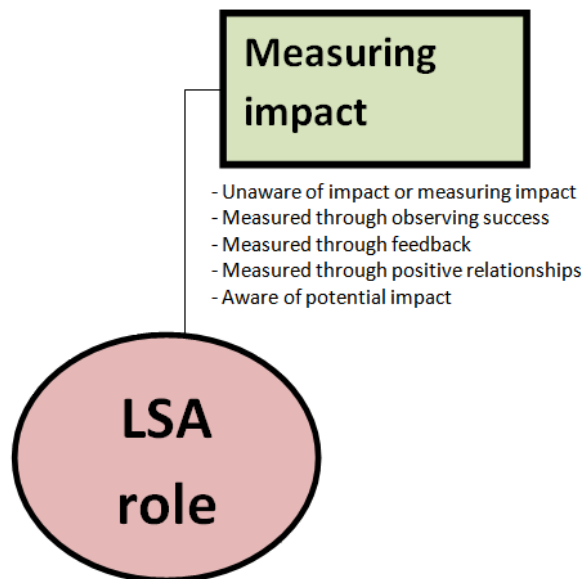 Measuring
impact
- Unaware of impact or measuring impact
- Measured through observing success
- Measured through feedback
- Measured through positive relationships
- Aware of potential impact
LSA
role